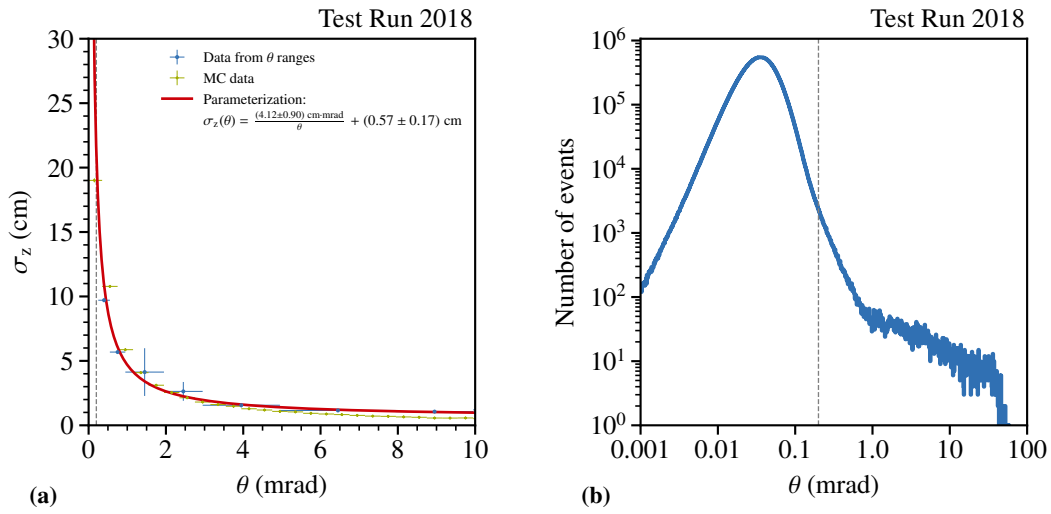 Test Run 2018
30
25
20
15
10
5
0
σz (cm)
Data from θ ranges
MC data
Parameterization:
σz(θ) = (4.12±0.90) cm·mrad / θ + (0.57 ± 0.17) cm
0 2 4 6 8 10
θ (mrad)
(a)
Test Run 2018
10^6
10^5
10^4
10^3
10^2
10^1
10^0
Number of events
0.001 0.01 0.1 1.0 10 100
θ (mrad)
(b)